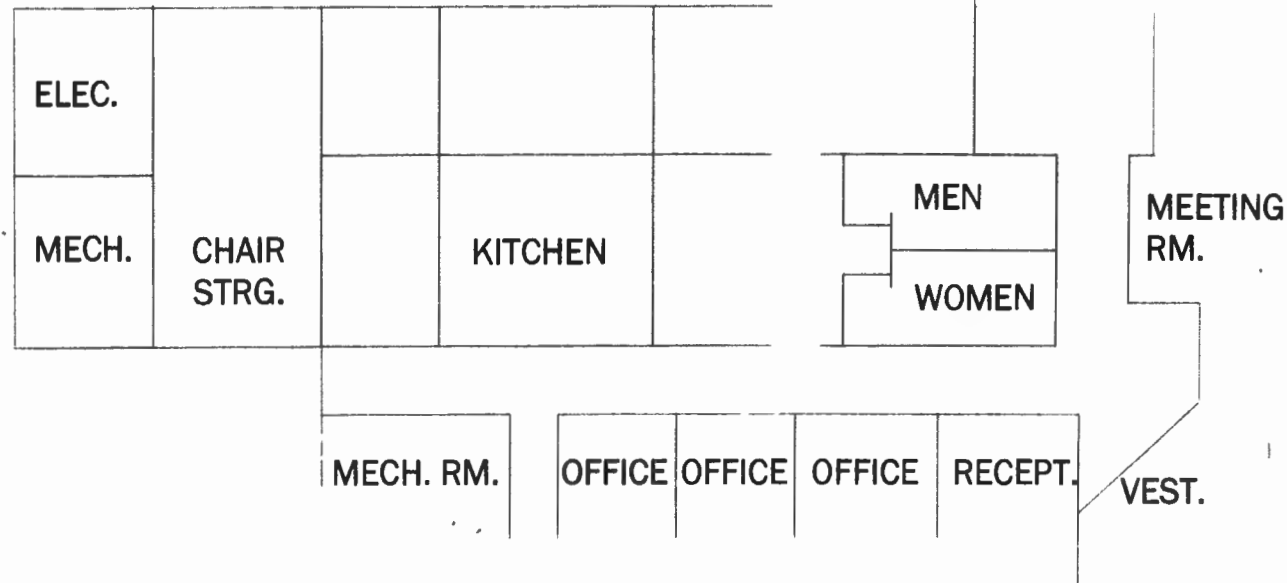 ELEC.
MECH.
CHAIR
STRG.
KITCHEN
MEN
WOMEN
MEETING
RM.
MECH. RM.
OFFICE
OFFICE
OFFICE
RECEPT.
VEST.